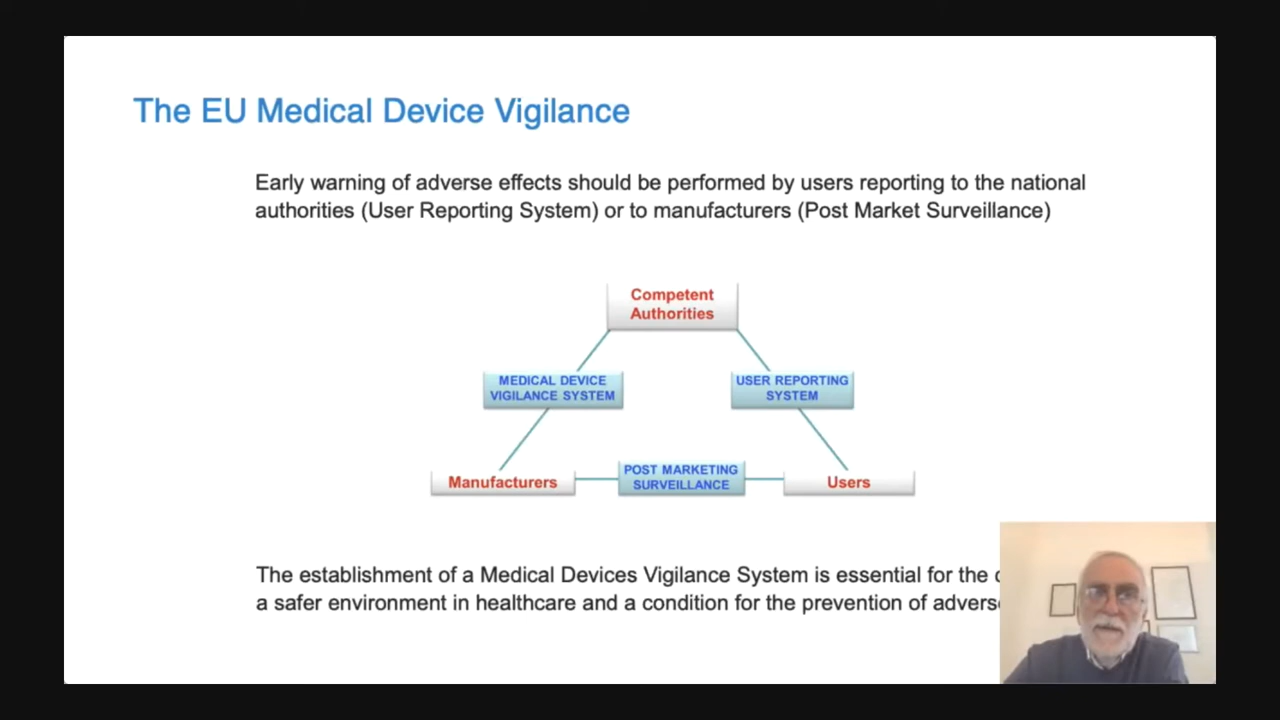 The EU Medical Device Vigilance
Early warning of adverse effects should be performed by users reporting to the national
authorities (User Reporting System) or to manufacturers (Post Market Surveillance)
Competent
Authorities
MEDICAL DEVICE
VIGILANCE SYSTEM
USER REPORTING
SYSTEM
Manufacturers
POST MARKETING
SURVEILLANCE
Users
The establishment of a Medical Devices Vigilance System is essential for the
a safer environment in healthcare and a condition for the prevention of